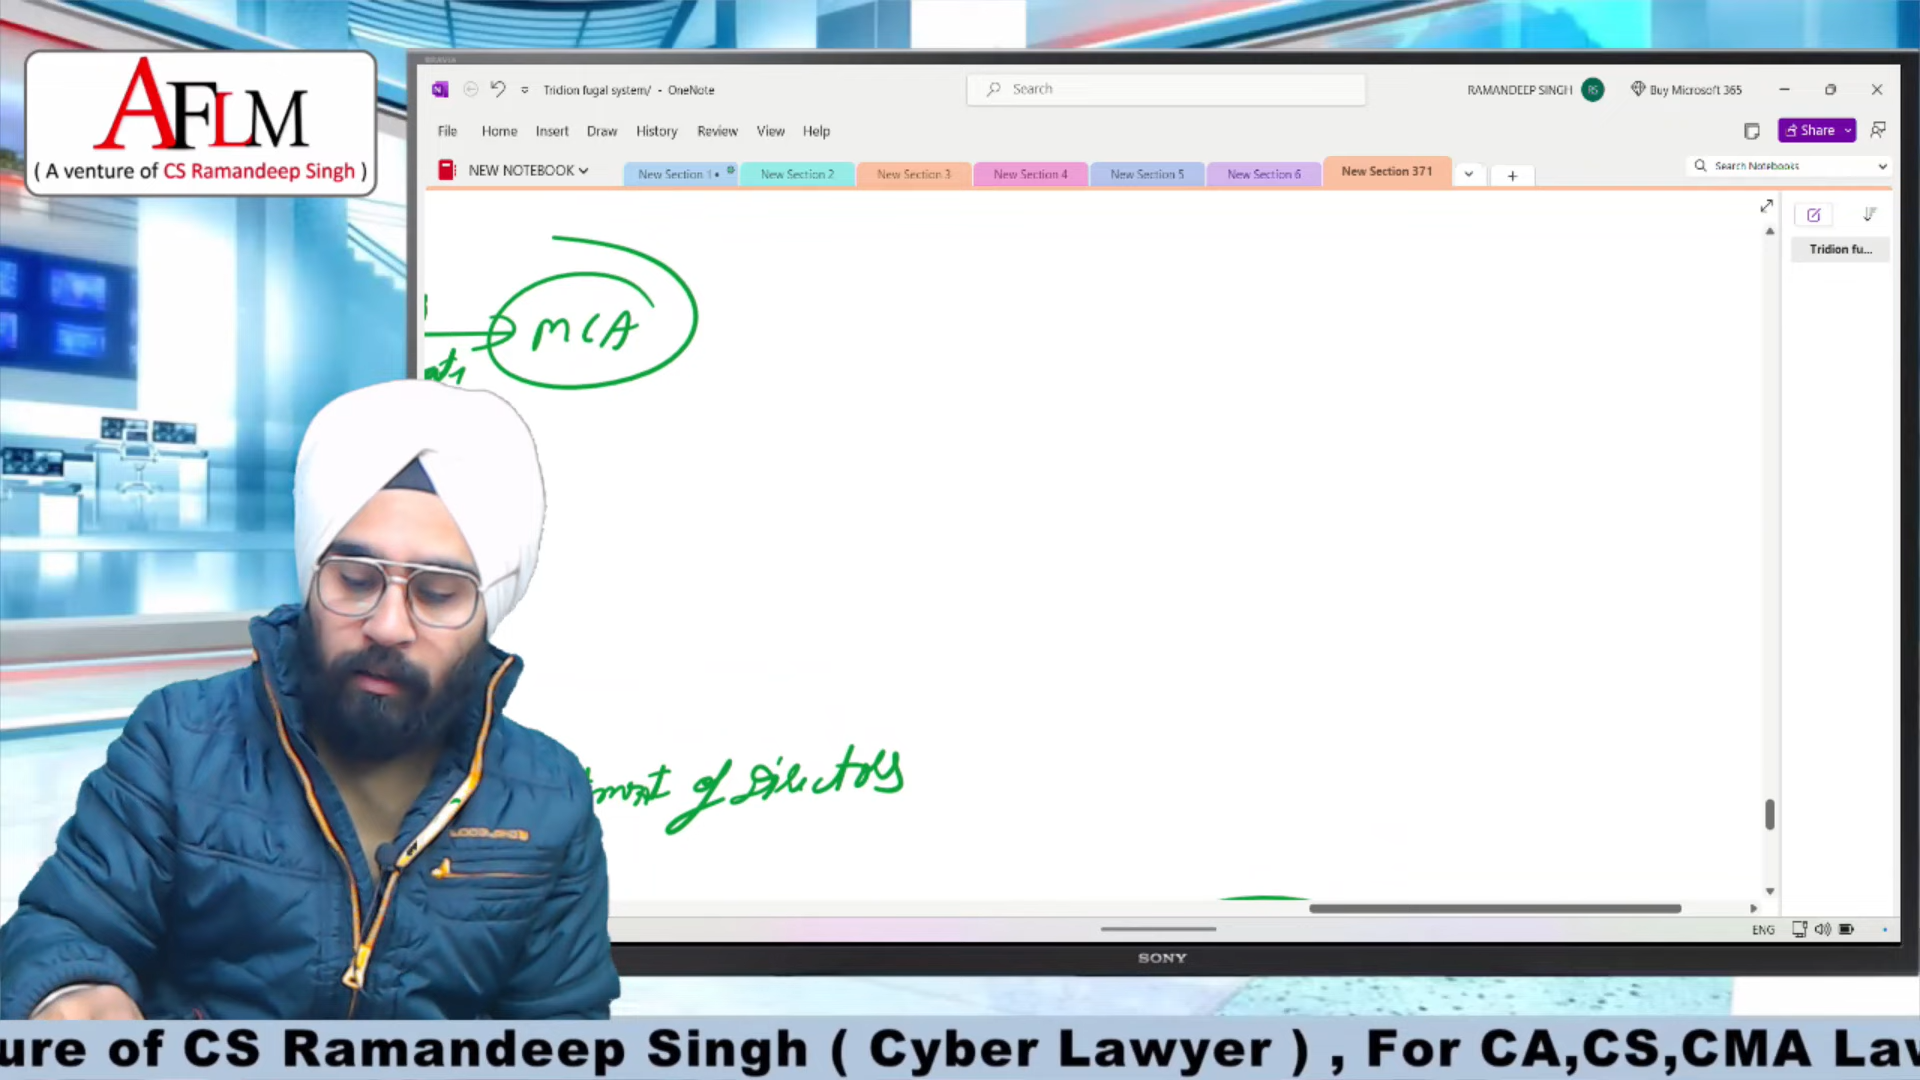 AFLM
( A venture of CS Ramandeep Singh )
Tridion fugal system/ - OneNote
Search
RAMANDEEP SINGH
RS
Buy Microsoft 365
File Home Insert Draw History Review View Help
Share
NEW NOTEBOOK
New Section 1
New Section 2
New Section 3
New Section 4
New Section 5
New Section 6
New Section 371
Search Notebooks
Tridion fu...
MCA
of Directors
ENG
SONY
ure of CS Ramandeep Singh ( Cyber Lawyer ) , For CA,CS,CMA Law